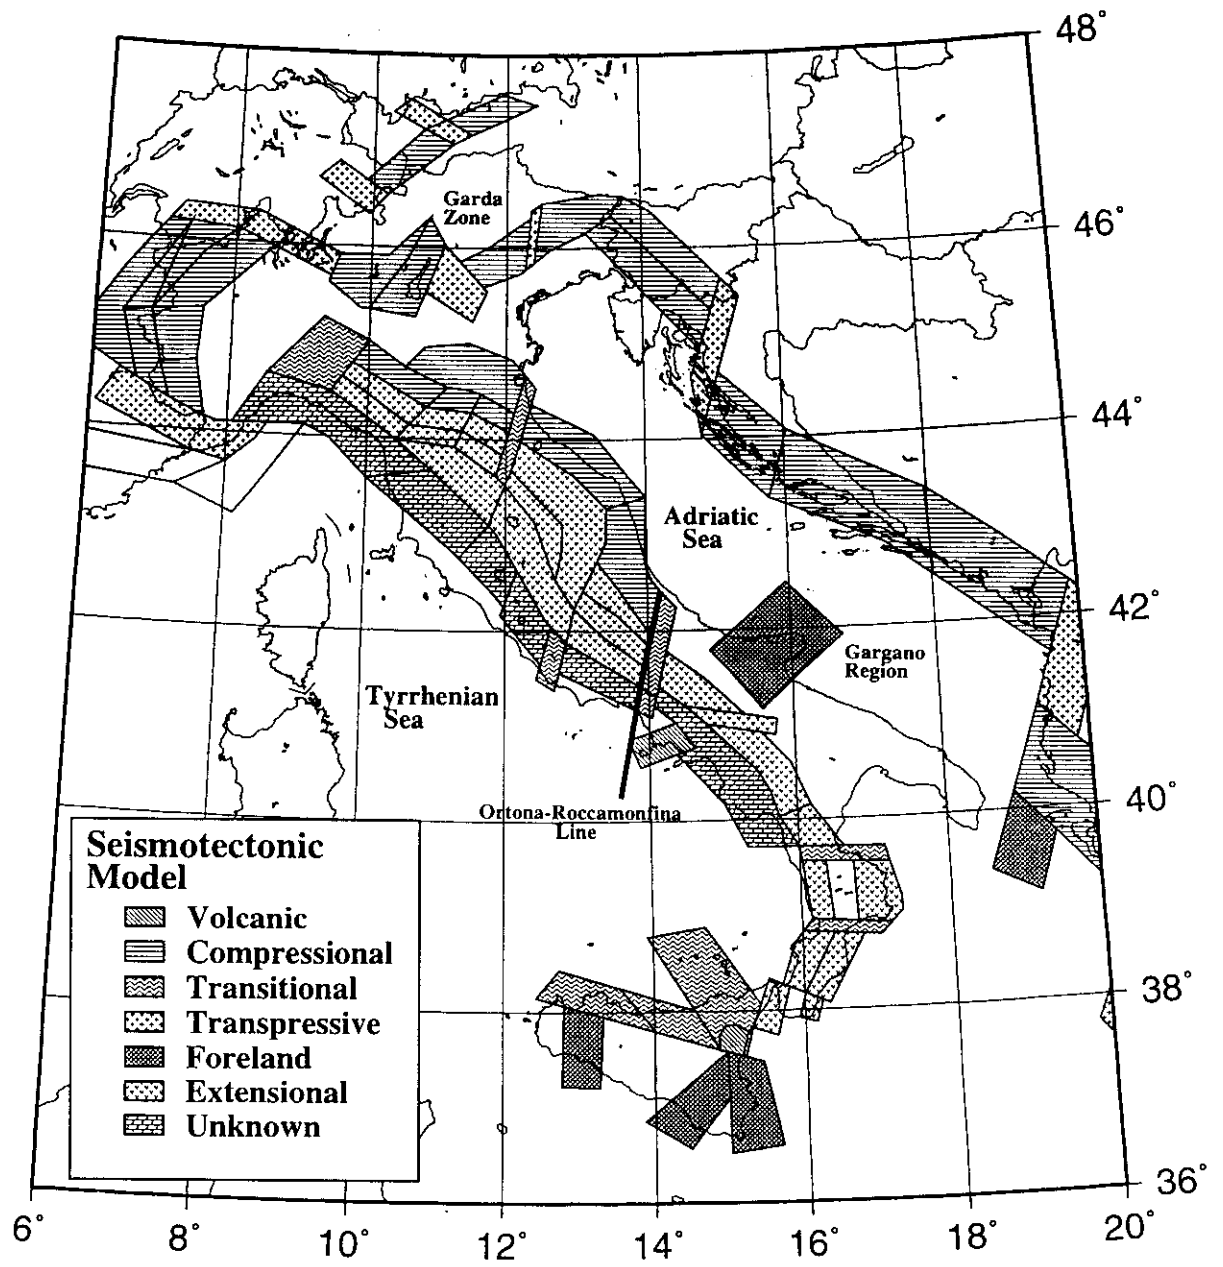 48°
Garda
Zone
46°
44°
Adriatic
Sea
42°
Gargano
Region
Tyrrhenian
Sea
40°
Ortona-Roccamonfina
Line
Seismotectonic
Model
Volcanic
Compressional
Transitional
Transpressive
Foreland
Extensional
Unknown
38°
36°
6° 8° 10° 12° 14° 16° 18° 20°